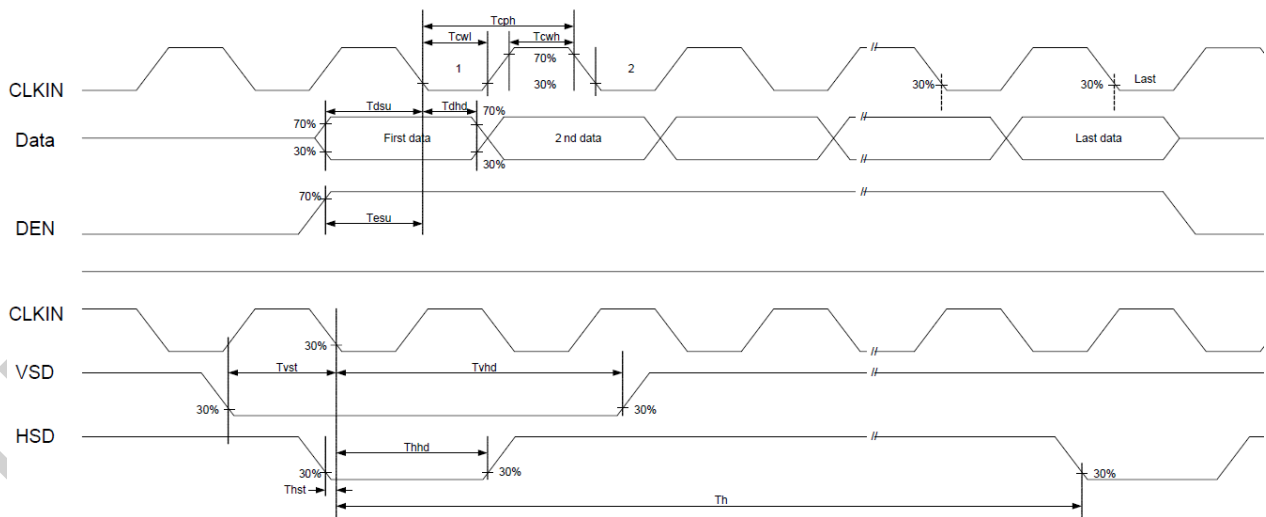 Tcph
Tcwl Tcwh
1 70% 2
30% 30% 30% Last
CLKIN
Tdsu Tdhd
70% 70%
Data First data 2 nd data // Last data
30% 30%
70%
Tesu
DEN
CLKIN
30%
VSD Tvst Tvhd
30% 30%
HSD
Thhd
30% 30% 30%
Thst
Th